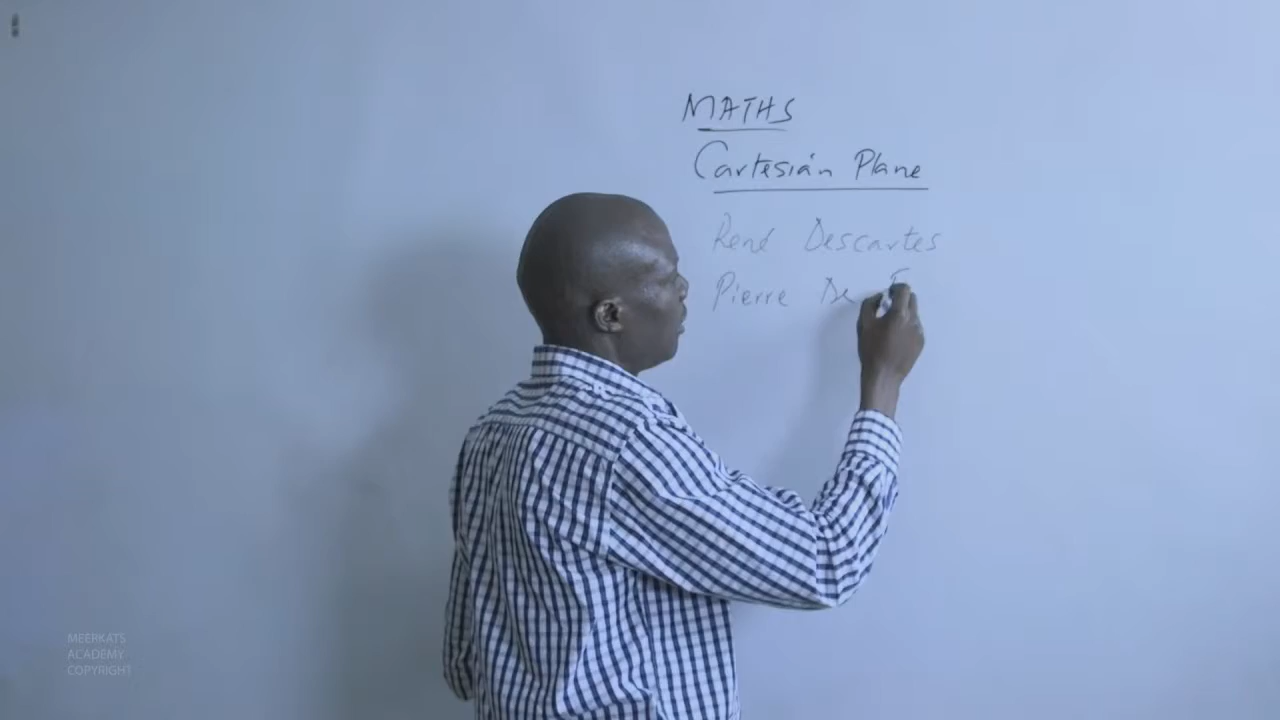 MATHS
Cartesian Plane
René Descartes
Pierre De F
MEERKATS
ACADEMY
COPYRIGHT